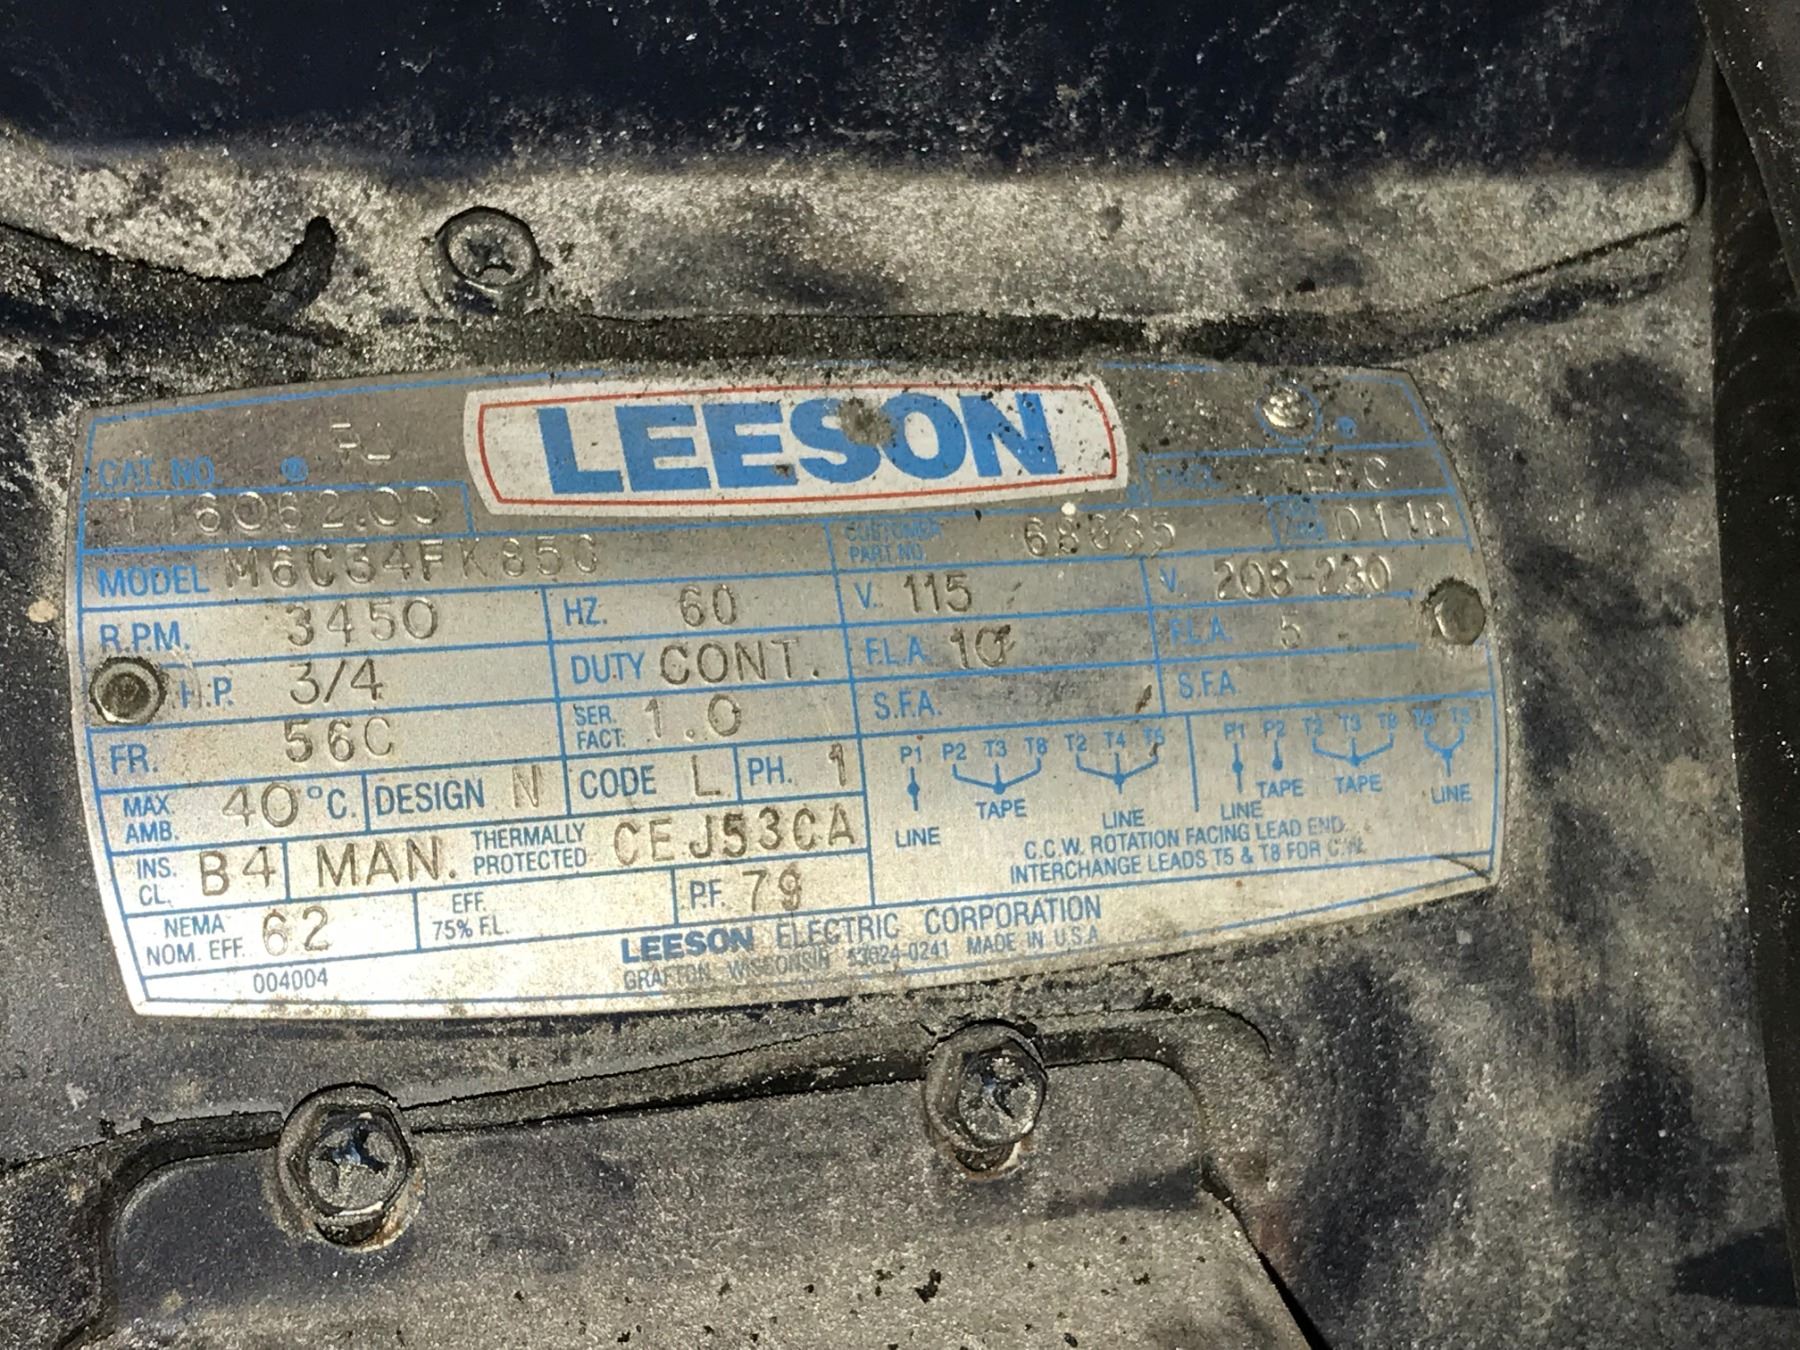 LEESON
CAT. NO.
116062.00
TEFC
MODEL M6C34FK85C
CUSTOMER PART NO. 68635
R.P.M. 3450 HZ. 60 V. 115 V. 208-230
H.P. 3/4 DUTY CONT. F.L.A. 10 F.L.A. 5
FR. 56C SER. FACT. 1.0 S.F.A. S.F.A.
MAX. AMB. 40 °C. DESIGN N CODE L PH. 1
INS. CL. B4 MAN. THERMALLY PROTECTED CEJ53CA
NEMA NOM. EFF. 62 EFF. 75% F.L. P.F. 79
004004
P1 P2 T3 T8 T2 T4 T5 P1 P2 T2 T3 T8 T4 T5
LINE TAPE LINE LINE TAPE TAPE LINE
C.C.W. ROTATION FACING LEAD END.
INTERCHANGE LEADS T5 & T8 FOR
LEESON ELECTRIC CORPORATION
GRAFTON, WISCONSIN 53024-0241 MADE IN U.S.A.